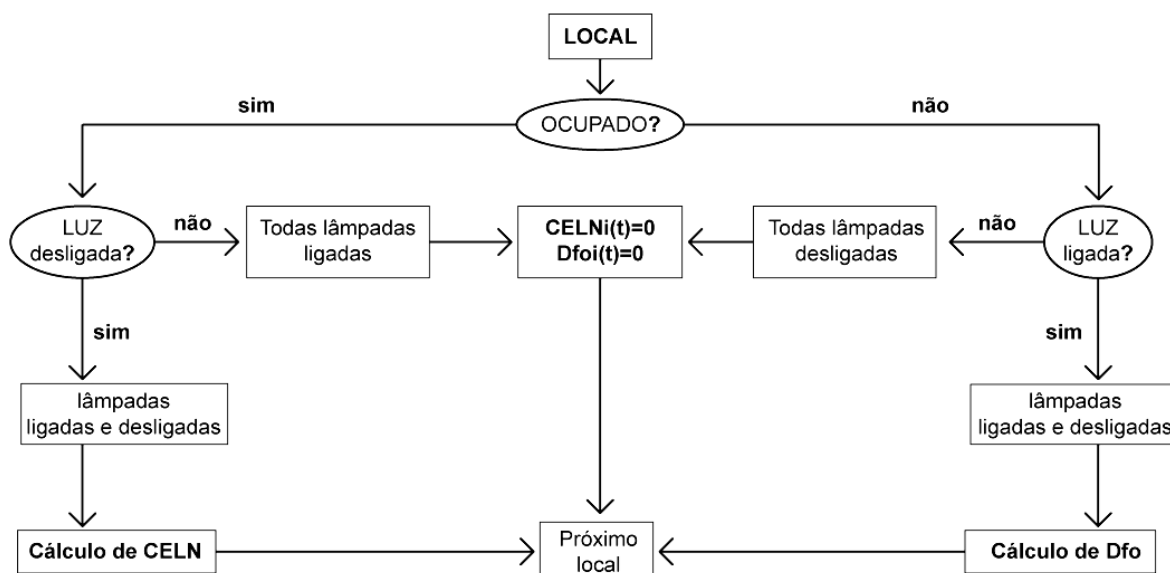 LOCAL
sim
não
OCUPADO?
LUZ
desligada?
não
Todas lâmpadas
ligadas
CELNi(t)=0
Dfoi(t)=0
Todas lâmpadas
desligadas
não
LUZ
ligada?
sim
sim
lâmpadas
ligadas e desligadas
lâmpadas
ligadas e desligadas
Cálculo de CELN
Próximo
local
Cálculo de Dfo